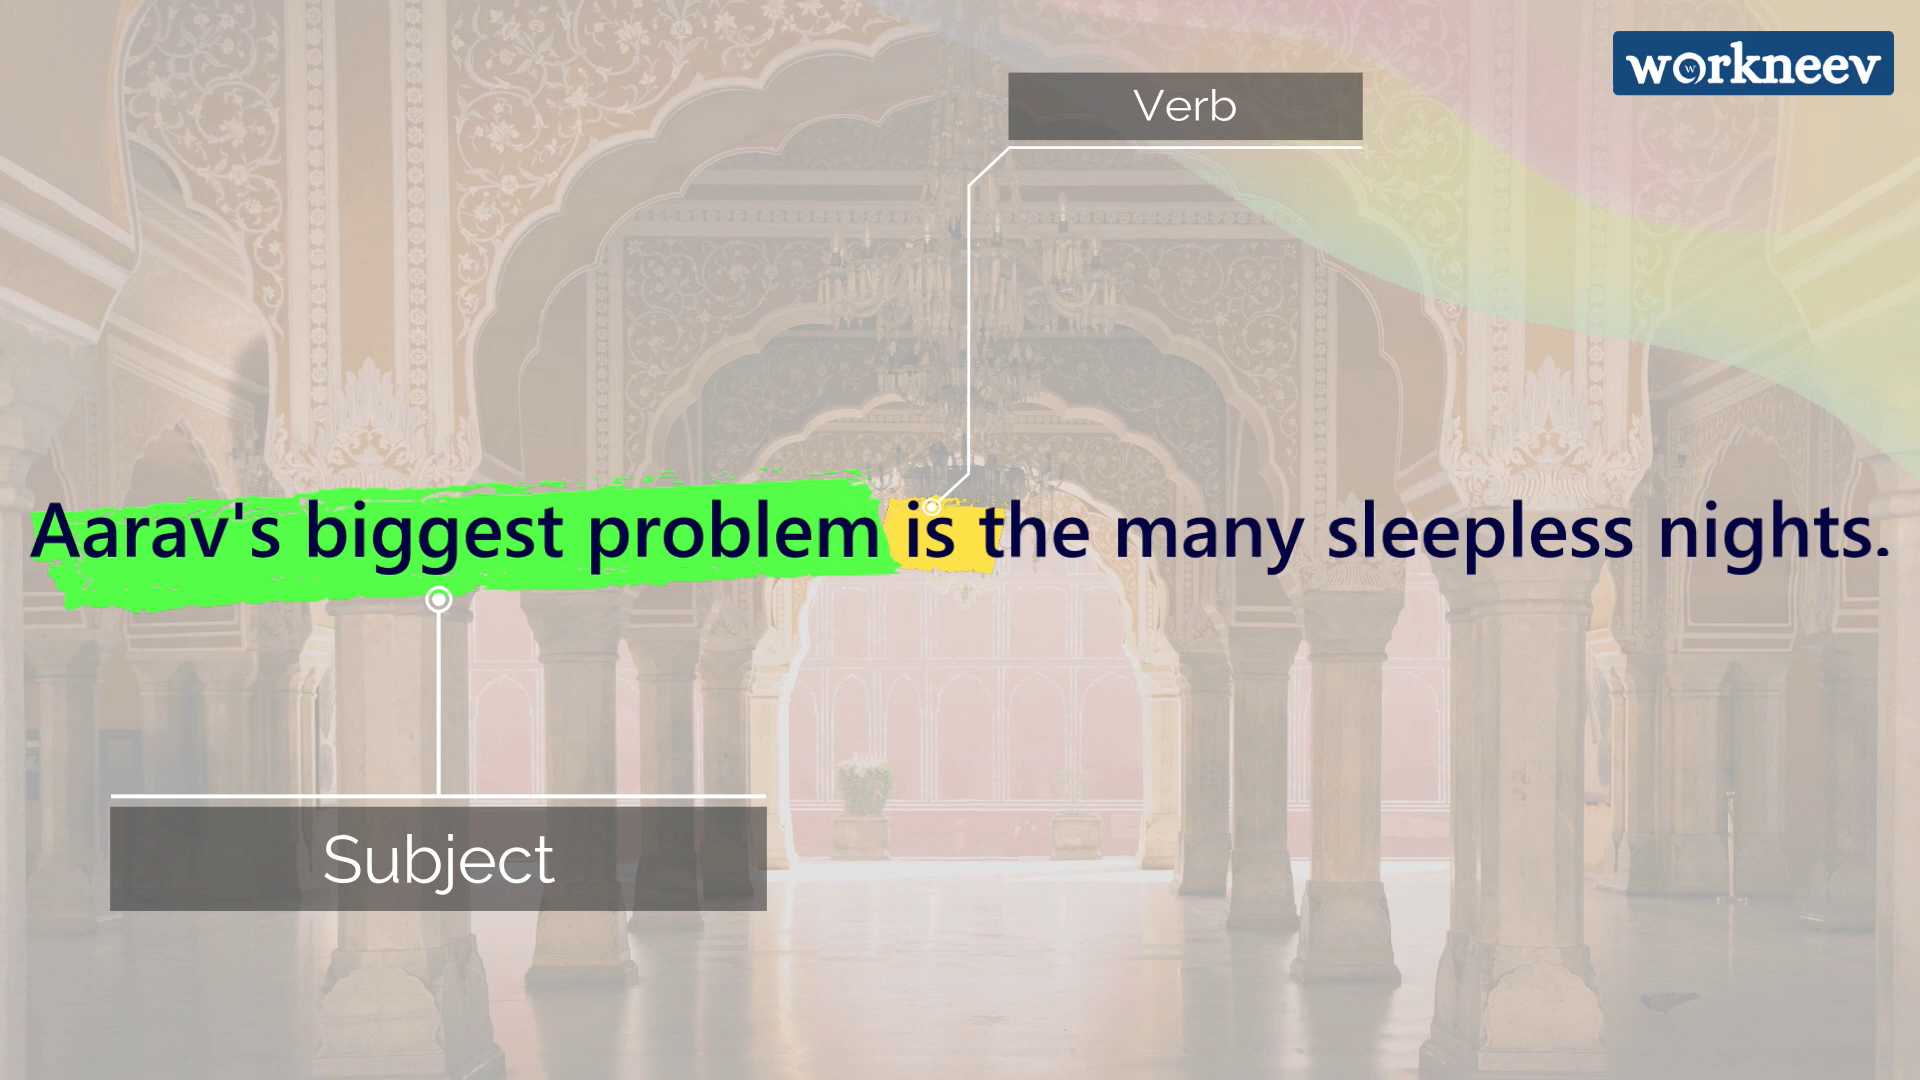 workneev
Verb
Aarav's biggest problem is the many sleepless nights.
Subject